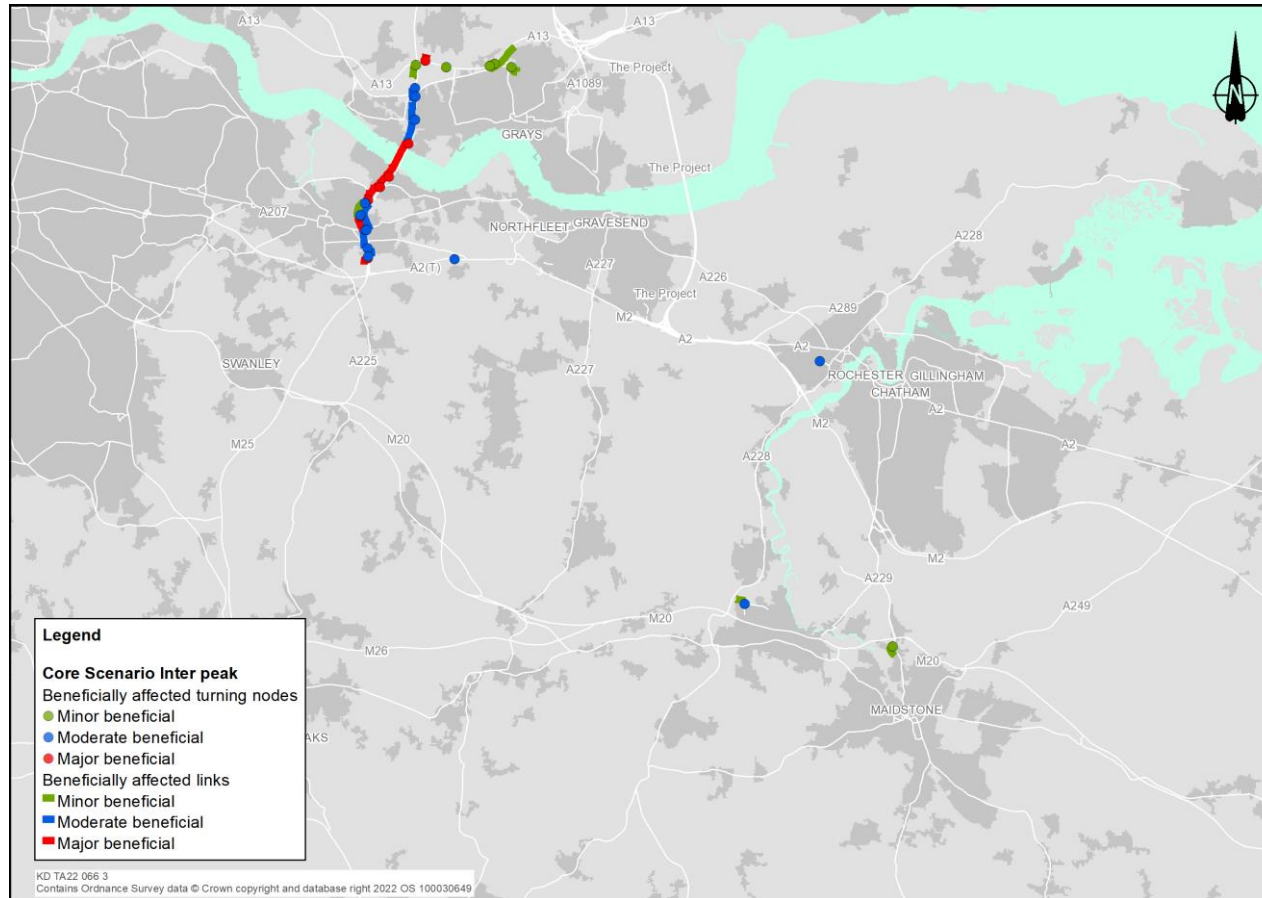 A13
A13
The Project
A13
A1089
GRAYS
The Project
N
A207
NORTHFLEET
GRAVESEND
A228
A2(T)
A227
A226
The Project
A289
M2
A2
A2
SWANLEY
A225
A227
ROCHESTER
GILLINGHAM
CHATHAM
A2
M25
M20
M2
A2
A228
M2
A229
A249
M20
M26
M20
MAIDSTONE
AKS
Legend
Core Scenario Inter peak
Beneficially affected turning nodes
Minor beneficial
Moderate beneficial
Major beneficial
Beneficially affected links
Minor beneficial
Moderate beneficial
Major beneficial
KD TA22 066 3
Contains Ordnance Survey data © Crown copyright and database right 2022 OS 100030649